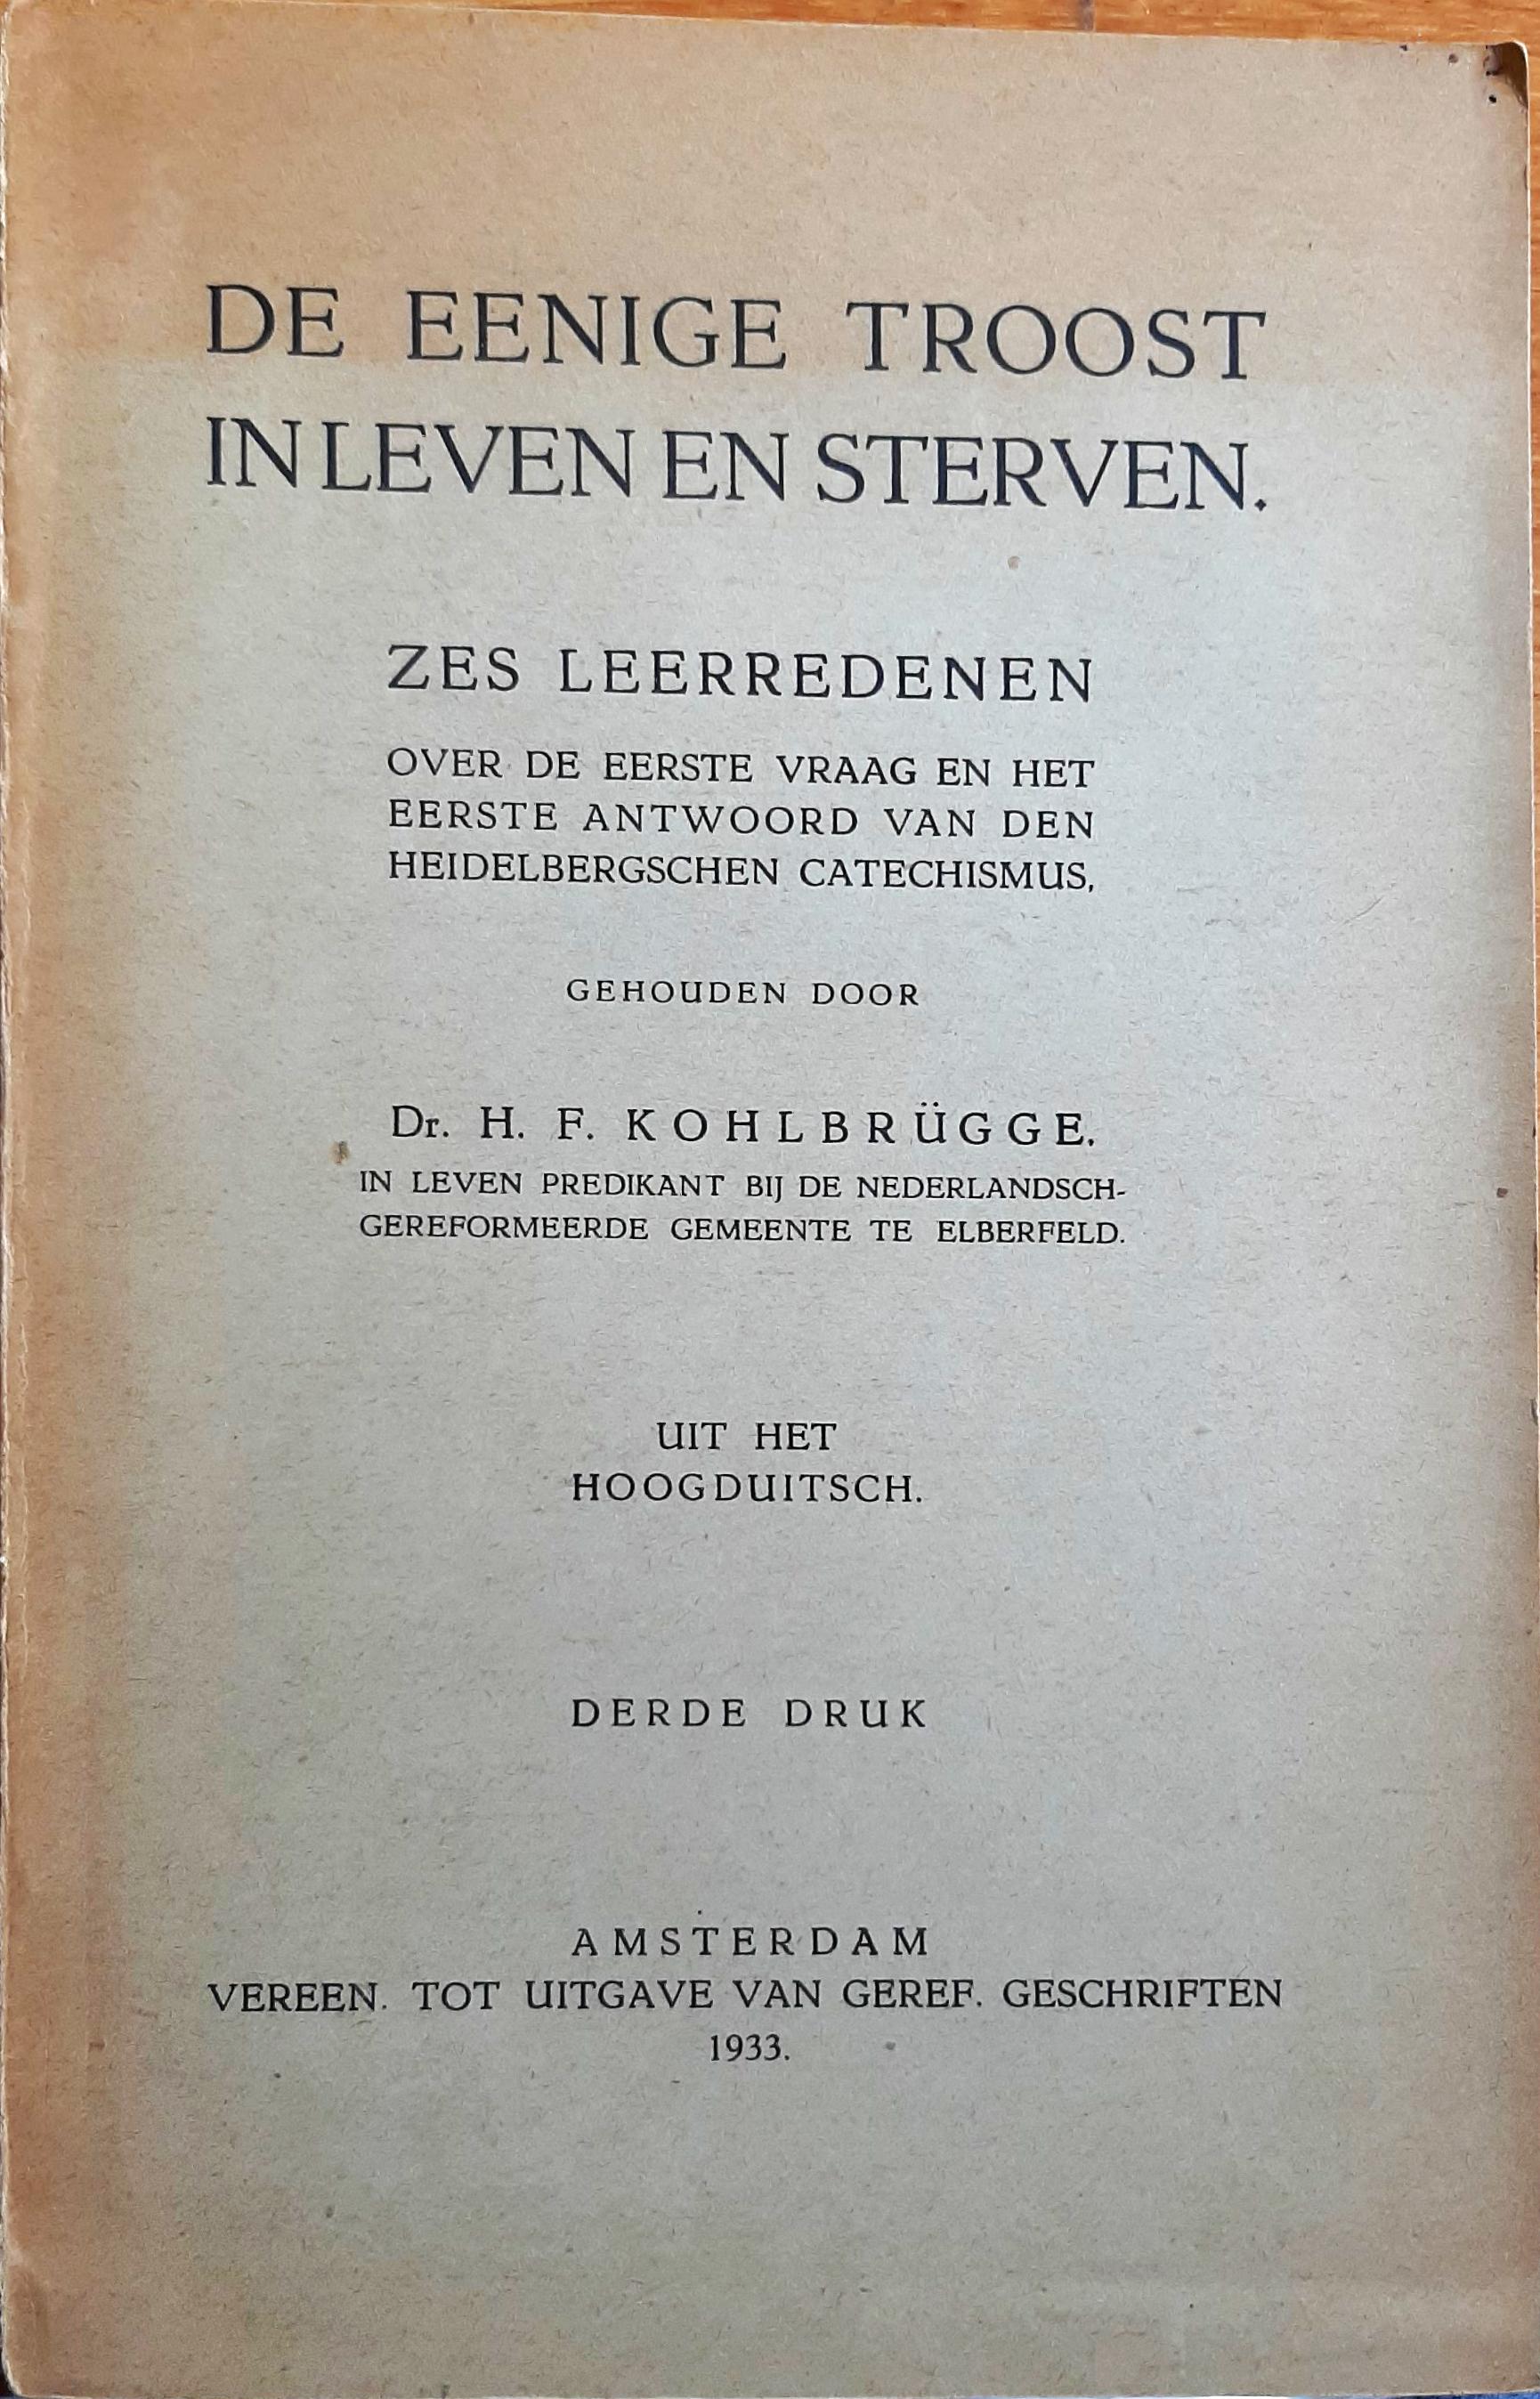 DE EENIGE TROOST
IN LEVEN EN STERVEN.
ZES LEERREDENEN
OVER DE EERSTE VRAAG EN HET
EERSTE ANTWOORD VAN DEN
HEIDELBERGSCHEN CATECHISMUS,
GEHOUDEN DOOR
Dr. H. F. KOHLBRÜGGE,
IN LEVEN PREDIKANT BIJ DE NEDERLANDSCH-
GEREFORMEERDE GEMEENTE TE ELBERFELD.
UIT HET
HOOGDUITSCH.
DERDE DRUK
AMSTERDAM
VEREEN. TOT UITGAVE VAN GEREF. GESCHRIFTEN
1933.